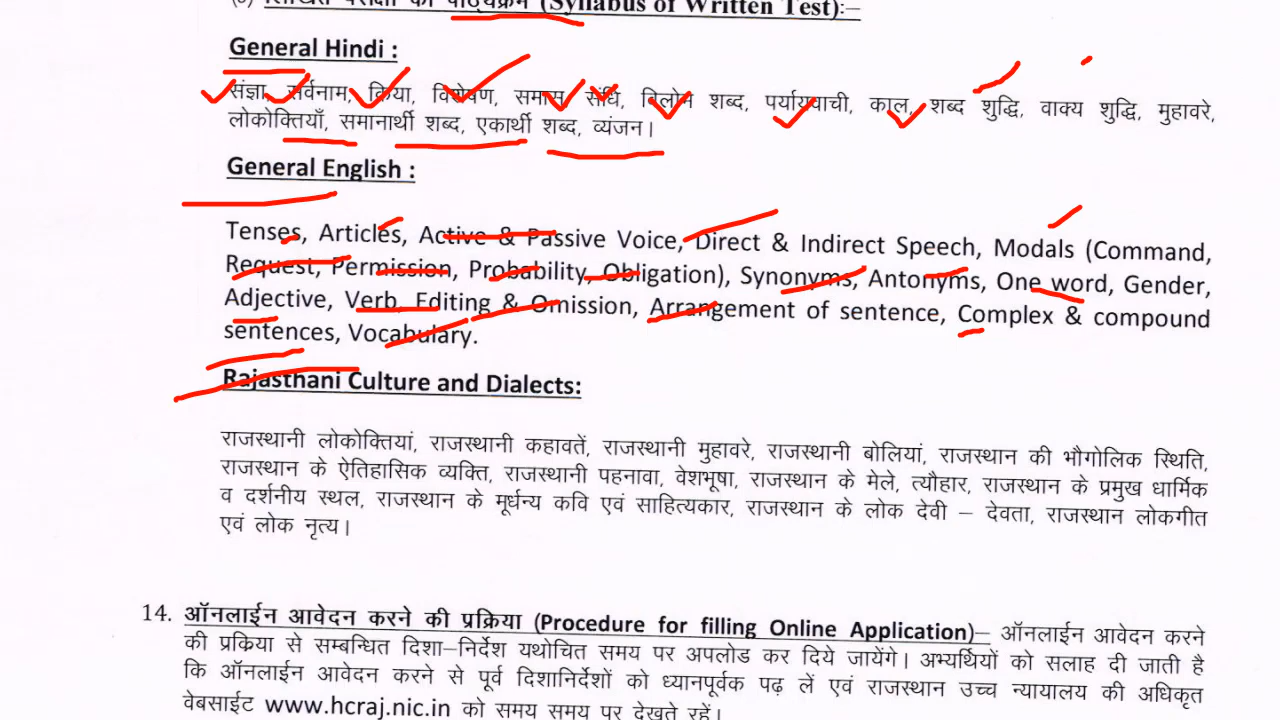 लिखित परीक्षा का पाठ्यक्रम (Syllabus of Written Test):–
General Hindi :
संज्ञा, सर्वनाम, क्रिया, विशेषण, समास, संधि, विलोम शब्द, पर्यायवाची, काल, शब्द शुद्धि, वाक्य शुद्धि, मुहावरे,
लोकोक्तियाँ, समानार्थी शब्द, एकार्थी शब्द, व्यंजन।
General English :
Tenses, Articles, Active & Passive Voice, Direct & Indirect Speech, Modals (Command,
Request, Permission, Probability, Obligation), Synonyms, Antonyms, One word, Gender,
Adjective, Verb, Editing & Omission, Arrangement of sentence, Complex & compound
sentences, Vocabulary.
Rajasthani Culture and Dialects:
राजस्थानी लोकोक्तियां, राजस्थानी कहावतें, राजस्थानी मुहावरे, राजस्थानी बोलियां, राजस्थान की भौगोलिक स्थिति,
राजस्थान के ऐतिहासिक व्यक्ति, राजस्थानी पहनावा, वेशभूषा, राजस्थान के मेले, त्यौहार, राजस्थान के प्रमुख धार्मिक
व दर्शनीय स्थल, राजस्थान के मूर्धन्य कवि एवं साहित्यकार, राजस्थान के लोक देवी – देवता, राजस्थान लोकगीत
एवं लोक नृत्य।
14. ऑनलाईन आवेदन करने की प्रक्रिया (Procedure for filling Online Application)– ऑनलाईन आवेदन करने
की प्रक्रिया से सम्बन्धित दिशा–निर्देश यथोचित समय पर अपलोड कर दिये जायेंगे। अभ्यर्थियों को सलाह दी जाती है
कि ऑनलाईन आवेदन करने से पूर्व दिशानिर्देशों को ध्यानपूर्वक पढ़ लें एवं राजस्थान उच्च न्यायालय की अधिकृत
वेबसाईट www.hcraj.nic.in को समय समय पर देखते रहें।